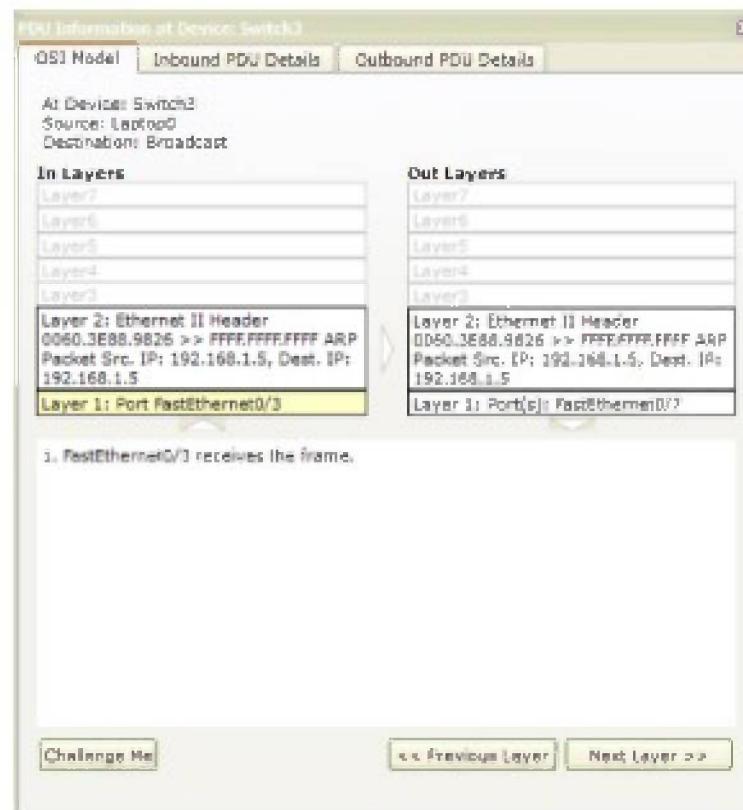 PDU Information at Device: Switch3
OSI Model
Inbound PDU Details
Outbound PDU Details
At Device: Switch3
Source: Laptop0
Destination: Broadcast
In Layers
Out Layers
Layer7
Layer7
Layer6
Layer6
Layer5
Layer5
Layer4
Layer4
Layer3
Layer3
Layer 2: Ethernet II Header
0060.3E88.9826 >> FFFF.FFFF.FFFF ARP
Packet Src. IP: 192.168.1.5, Dest. IP:
192.168.1.5
Layer 2: Ethernet II Header
0060.3E88.9826 >> FFFF.FFFF.FFFF ARP
Packet Src. IP: 192.168.1.5, Dest. IP:
192.168.1.5
Layer 1: Port FastEthernet0/3
Layer 1: Port(s): FastEthernet0/7
1. FastEthernet0/3 receives the frame.
Challenge Me
<< Previous Layer
Next Layer >>